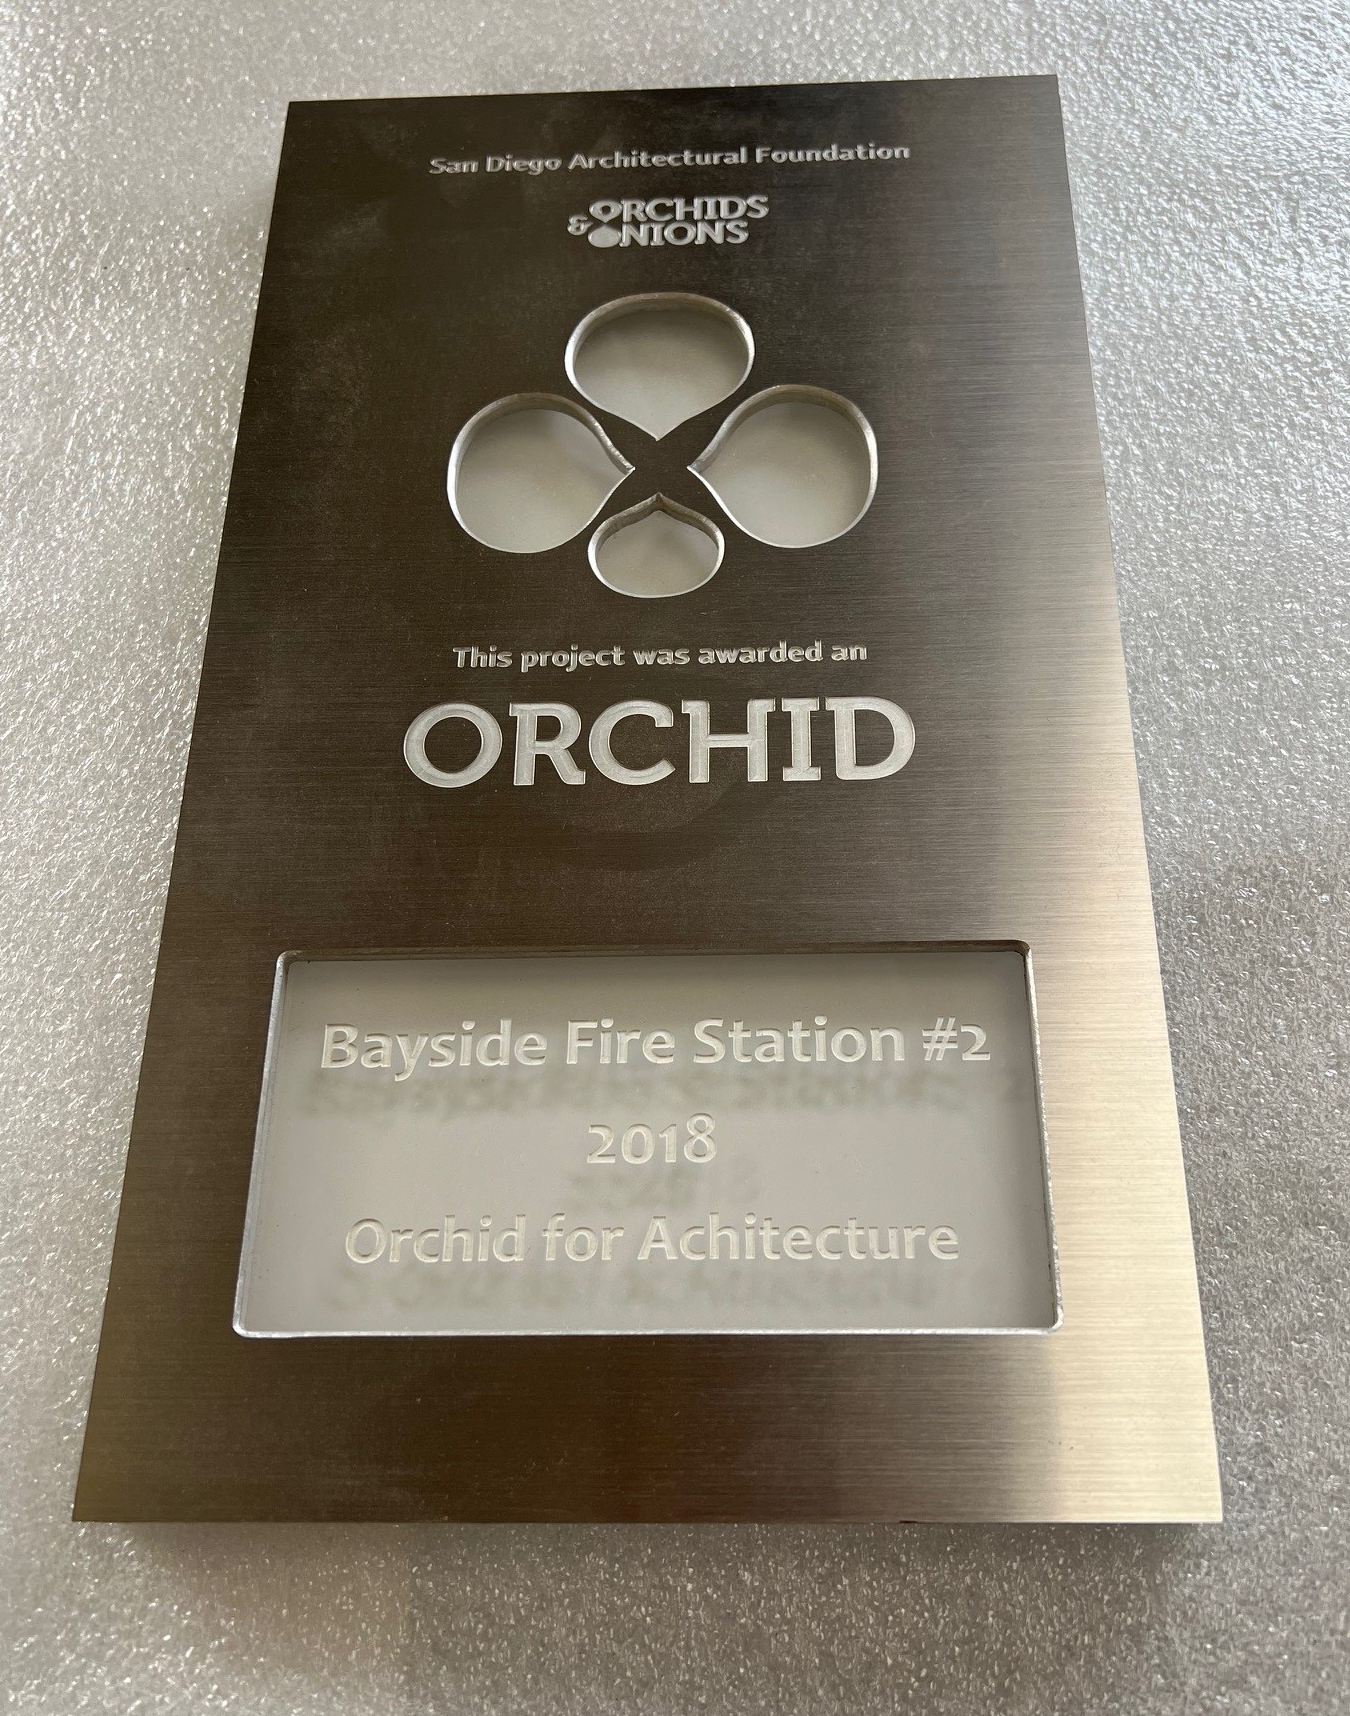 San Diego Architectural Foundation
ORCHIDS
& ONIONS
This project was awarded an
ORCHID
Bayside Fire Station #2
2018
Orchid for Achitecture